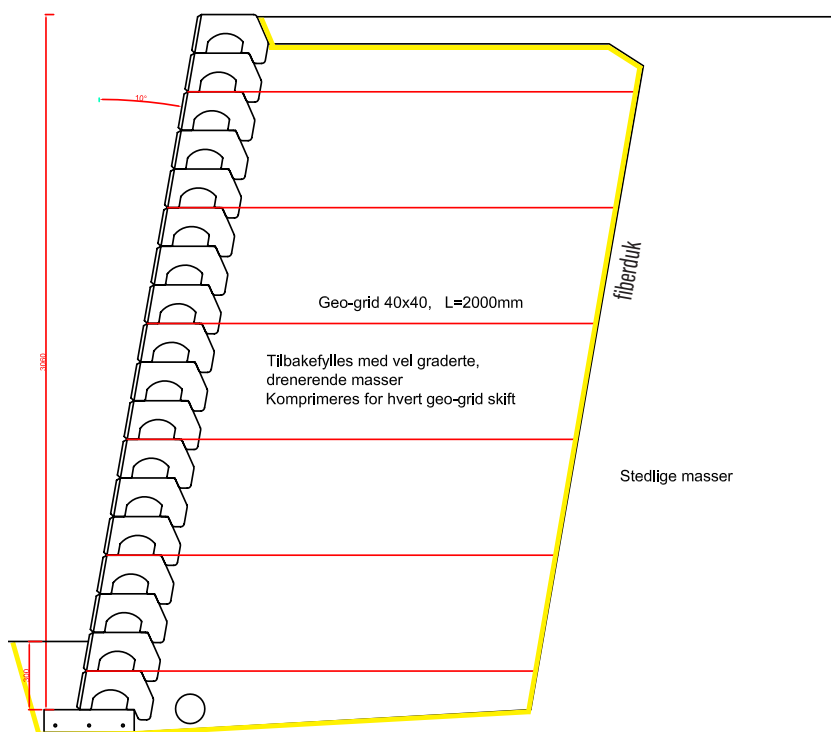 10°
fiberduk
Geo-grid 40x40, L=2000mm
3060
Tilbakefylles med vel graderte,
drenerende masser
Komprimeres for hvert geo-grid skift
Stedlige masser
300